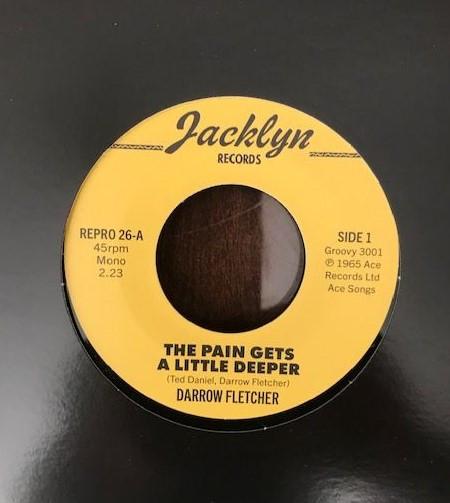 Jacklyn
RECORDS
REPRO 26-A
45rpm
Mono
2.23
SIDE 1
Groovy 3001
℗ 1965 Ace
Records Ltd
Ace Songs
THE PAIN GETS
A LITTLE DEEPER
(Ted Daniel, Darrow Fletcher)
DARROW FLETCHER